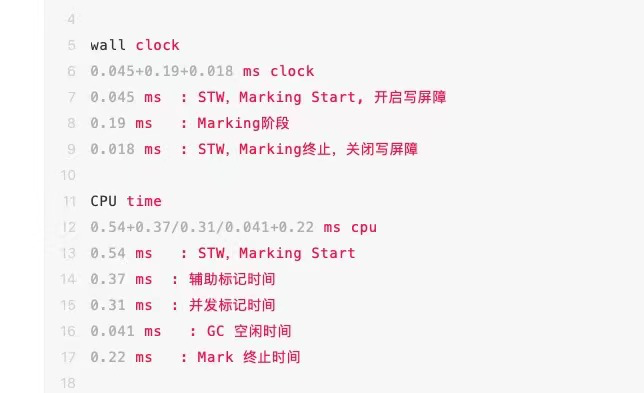 4
5 wall clock
6 0.045+0.19+0.018 ms clock
7 0.045 ms  : STW, Marking Start, 开启写屏障
8 0.19 ms   : Marking阶段
9 0.018 ms  : STW, Marking终止, 关闭写屏障
10
11 CPU time
12 0.54+0.37/0.31/0.041+0.22 ms cpu
13 0.54 ms   : STW, Marking Start
14 0.37 ms  : 辅助标记时间
15 0.31 ms  : 并发标记时间
16 0.041 ms   : GC 空闲时间
17 0.22 ms   : Mark 终止时间
18